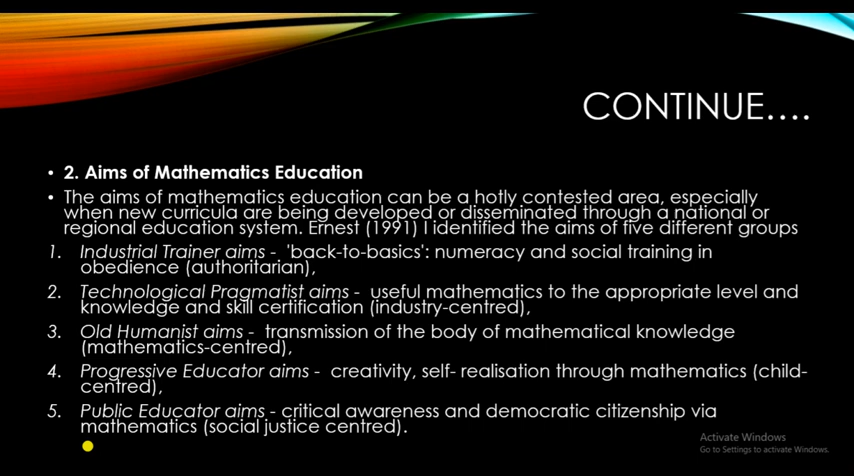 CONTINUE....
• 2. Aims of Mathematics Education
• The aims of mathematics education can be a hotly contested area, especially
when new curricula are being developed or disseminated through a national or
regional education system. Ernest (1991) I identified the aims of five different groups
1. Industrial Trainer aims - 'back-to-basics': numeracy and social training in
obedience (authoritarian),
2. Technological Pragmatist aims - useful mathematics to the appropriate level and
knowledge and skill certification (industry-centred),
3. Old Humanist aims - transmission of the body of mathematical knowledge
(mathematics-centred),
4. Progressive Educator aims - creativity, self- realisation through mathematics (child-
centred),
5. Public Educator aims - critical awareness and democratic citizenship via
mathematics (social justice centred).
Activate Windows
Go to Settings to activate Windows.